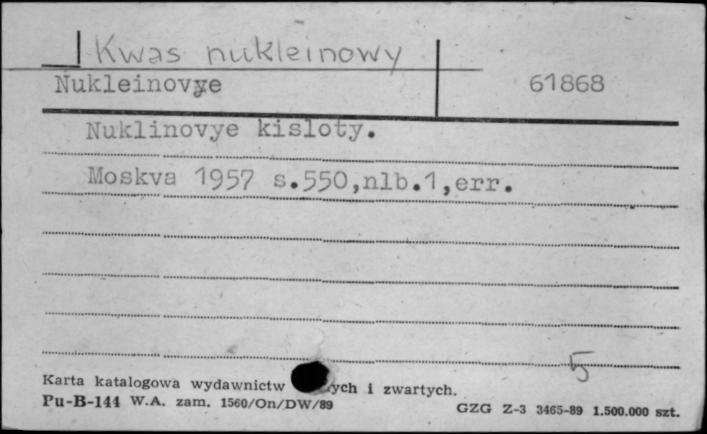 Kwas nukleinowy
Nukleinovye 61868
Nuklinovye kisloty.
Moskva 1957 s.550,nlb.1,err.
5
Karta katalogowa wydawnictw ych i zwartych.
Pu-B-144 W.A. zam. 1560/On/DW/89 GZG Z-3 3465-89 1.500.000 szt.